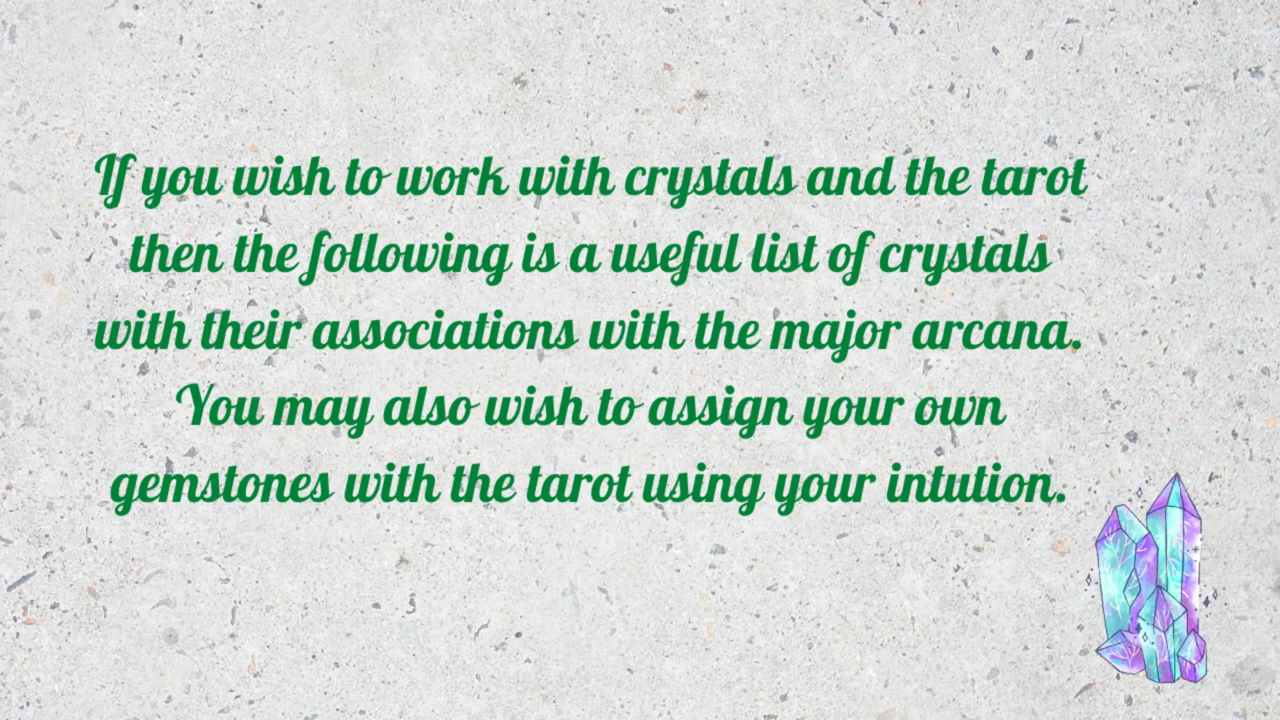 If you wish to work with crystals and the tarot
then the following is a useful list of crystals
with their associations with the major arcana.
You may also wish to assign your own
gemstones with the tarot using your intution.